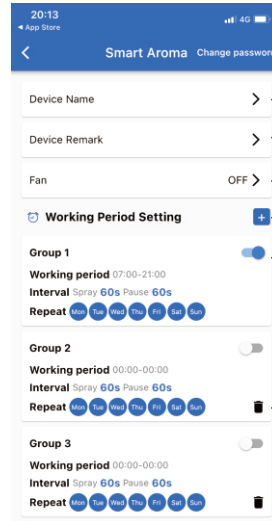 20:13
4G
◀ App Store
Smart Aroma Change passwor
Device Name
Device Remark
Fan OFF
Working Period Setting
Group 1
Working period 07:00-21:00
Interval Spray 60s Pause 60s
Repeat Mon Tue Wed Thu Fri Sat Sun
Group 2
Working period 00:00-00:00
Interval Spray 60s Pause 60s
Repeat Mon Tue Wed Thu Fri Sat Sun
Group 3
Working period 00:00-00:00
Interval Spray 60s Pause 60s
Repeat Mon Tue Wed Thu Fri Sat Sun